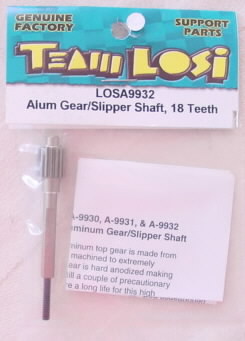 GENUINE FACTORY
SUPPORT PARTS
TEAM LOSI
LOSA9932
Alum Gear/Slipper Shaft, 18 Teeth
A-9930, A-9931, & A-9932
minum Gear/Slipper Shaft
minum top gear is made from
machined to extremely
gear is hard anodized making
till a couple of precautionary
e a long life for this high